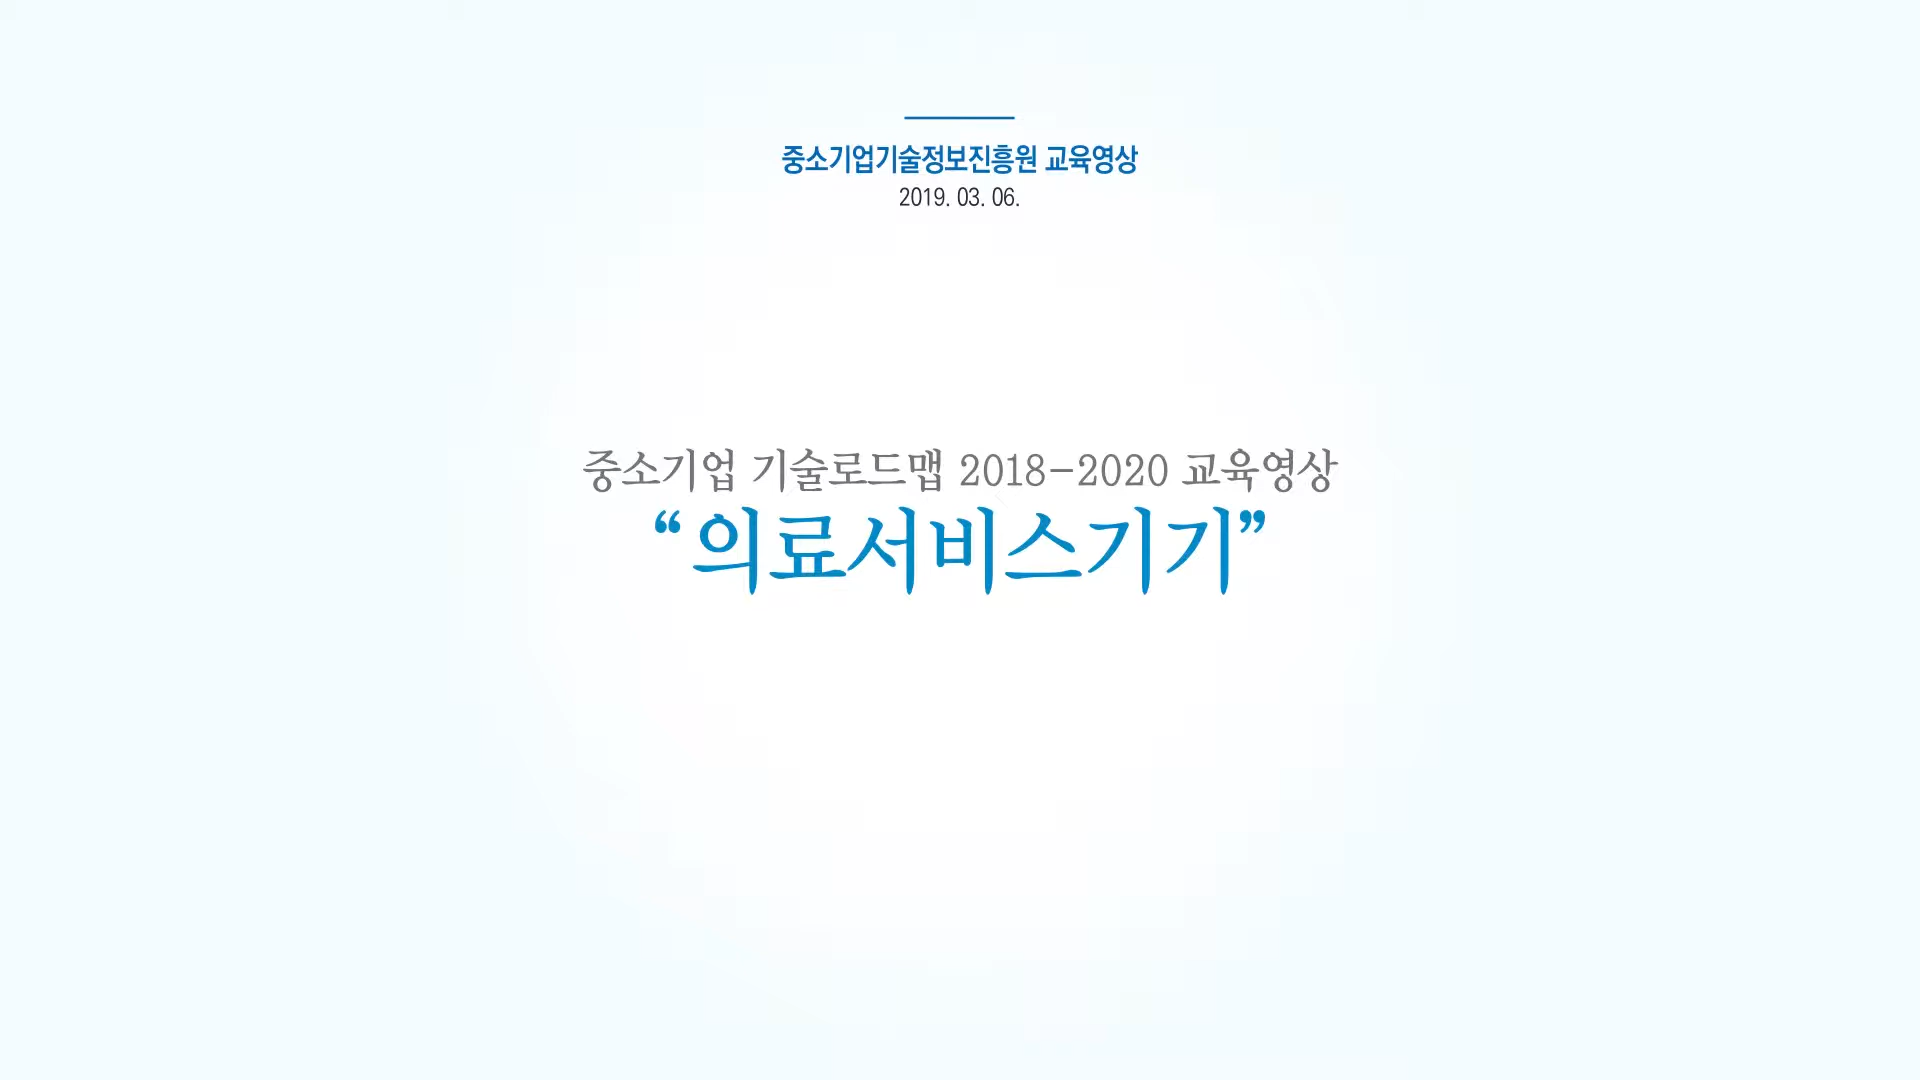 중소기업기술정보진흥원 교육영상
2019. 03. 06.
중소기업 기술로드맵 2018-2020 교육영상
“의료서비스기기”